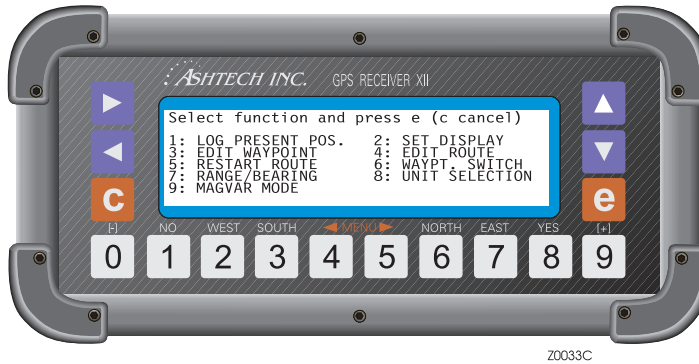 ASHTECH INC. GPS RECEIVER XII
Select function and press e (c cancel)
1: LOG PRESENT POS. 2: SET DISPLAY
3: EDIT WAYPOINT 4: EDIT ROUTE
5: RESTART ROUTE 6: WAYPT. SWITCH
7: RANGE/BEARING 8: UNIT SELECTION
9: MAGVAR MODE
c e
[-] NO WEST SOUTH MENU NORTH EAST YES [+]
0 1 2 3 4 5 6 7 8 9
Z0033C